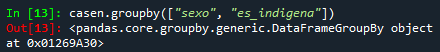 In [13]: casen.groupby(["sexo", "es_indigena"])
Out[13]: <pandas.core.groupby.generic.DataFrameGroupBy object
at 0x01269A30>